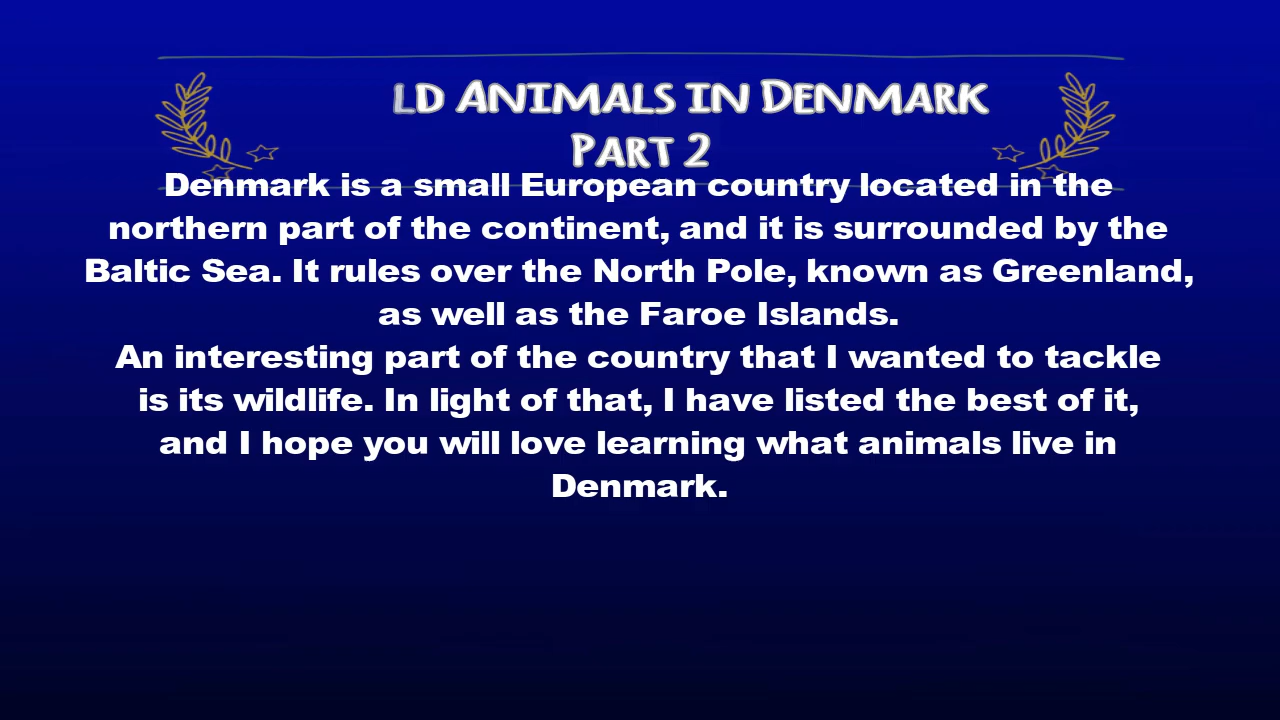 LD ANIMALS IN DENMARK
PART 2
Denmark is a small European country located in the
northern part of the continent, and it is surrounded by the
Baltic Sea. It rules over the North Pole, known as Greenland,
as well as the Faroe Islands.
An interesting part of the country that I wanted to tackle
is its wildlife. In light of that, I have listed the best of it,
and I hope you will love learning what animals live in
Denmark.